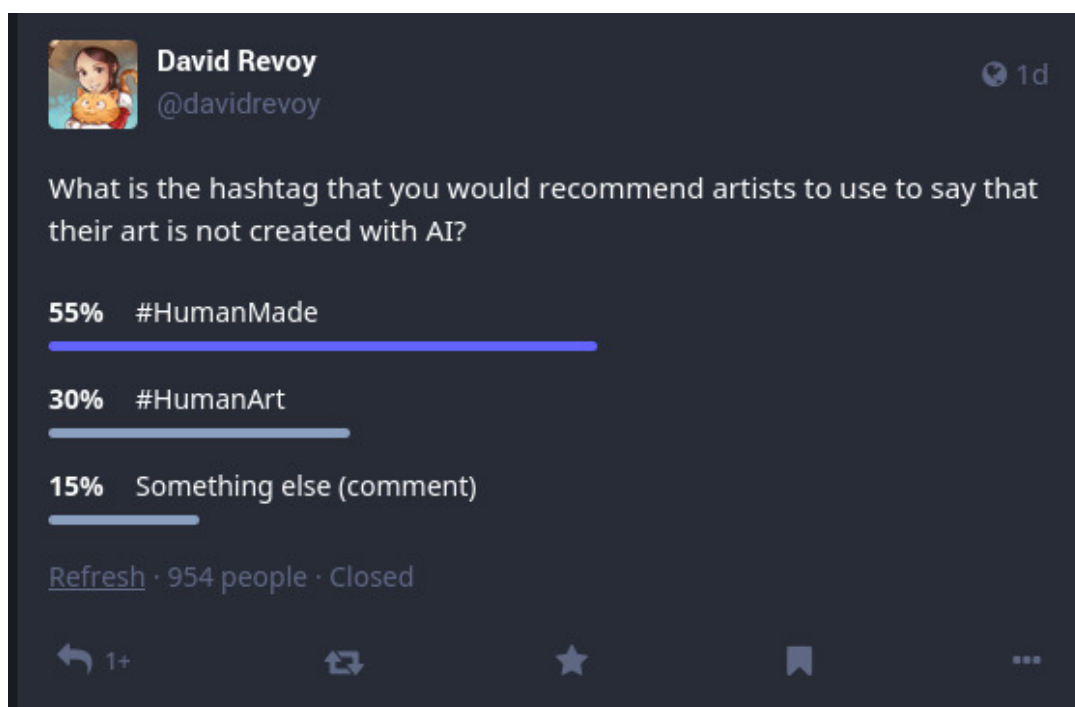 David Revoy
1d
@davidrevoy
What is the hashtag that you would recommend artists to use to say that
their art is not created with AI?
55% #HumanMade
30% #HumanArt
15% Something else (comment)
Refresh · 954 people · Closed
1+